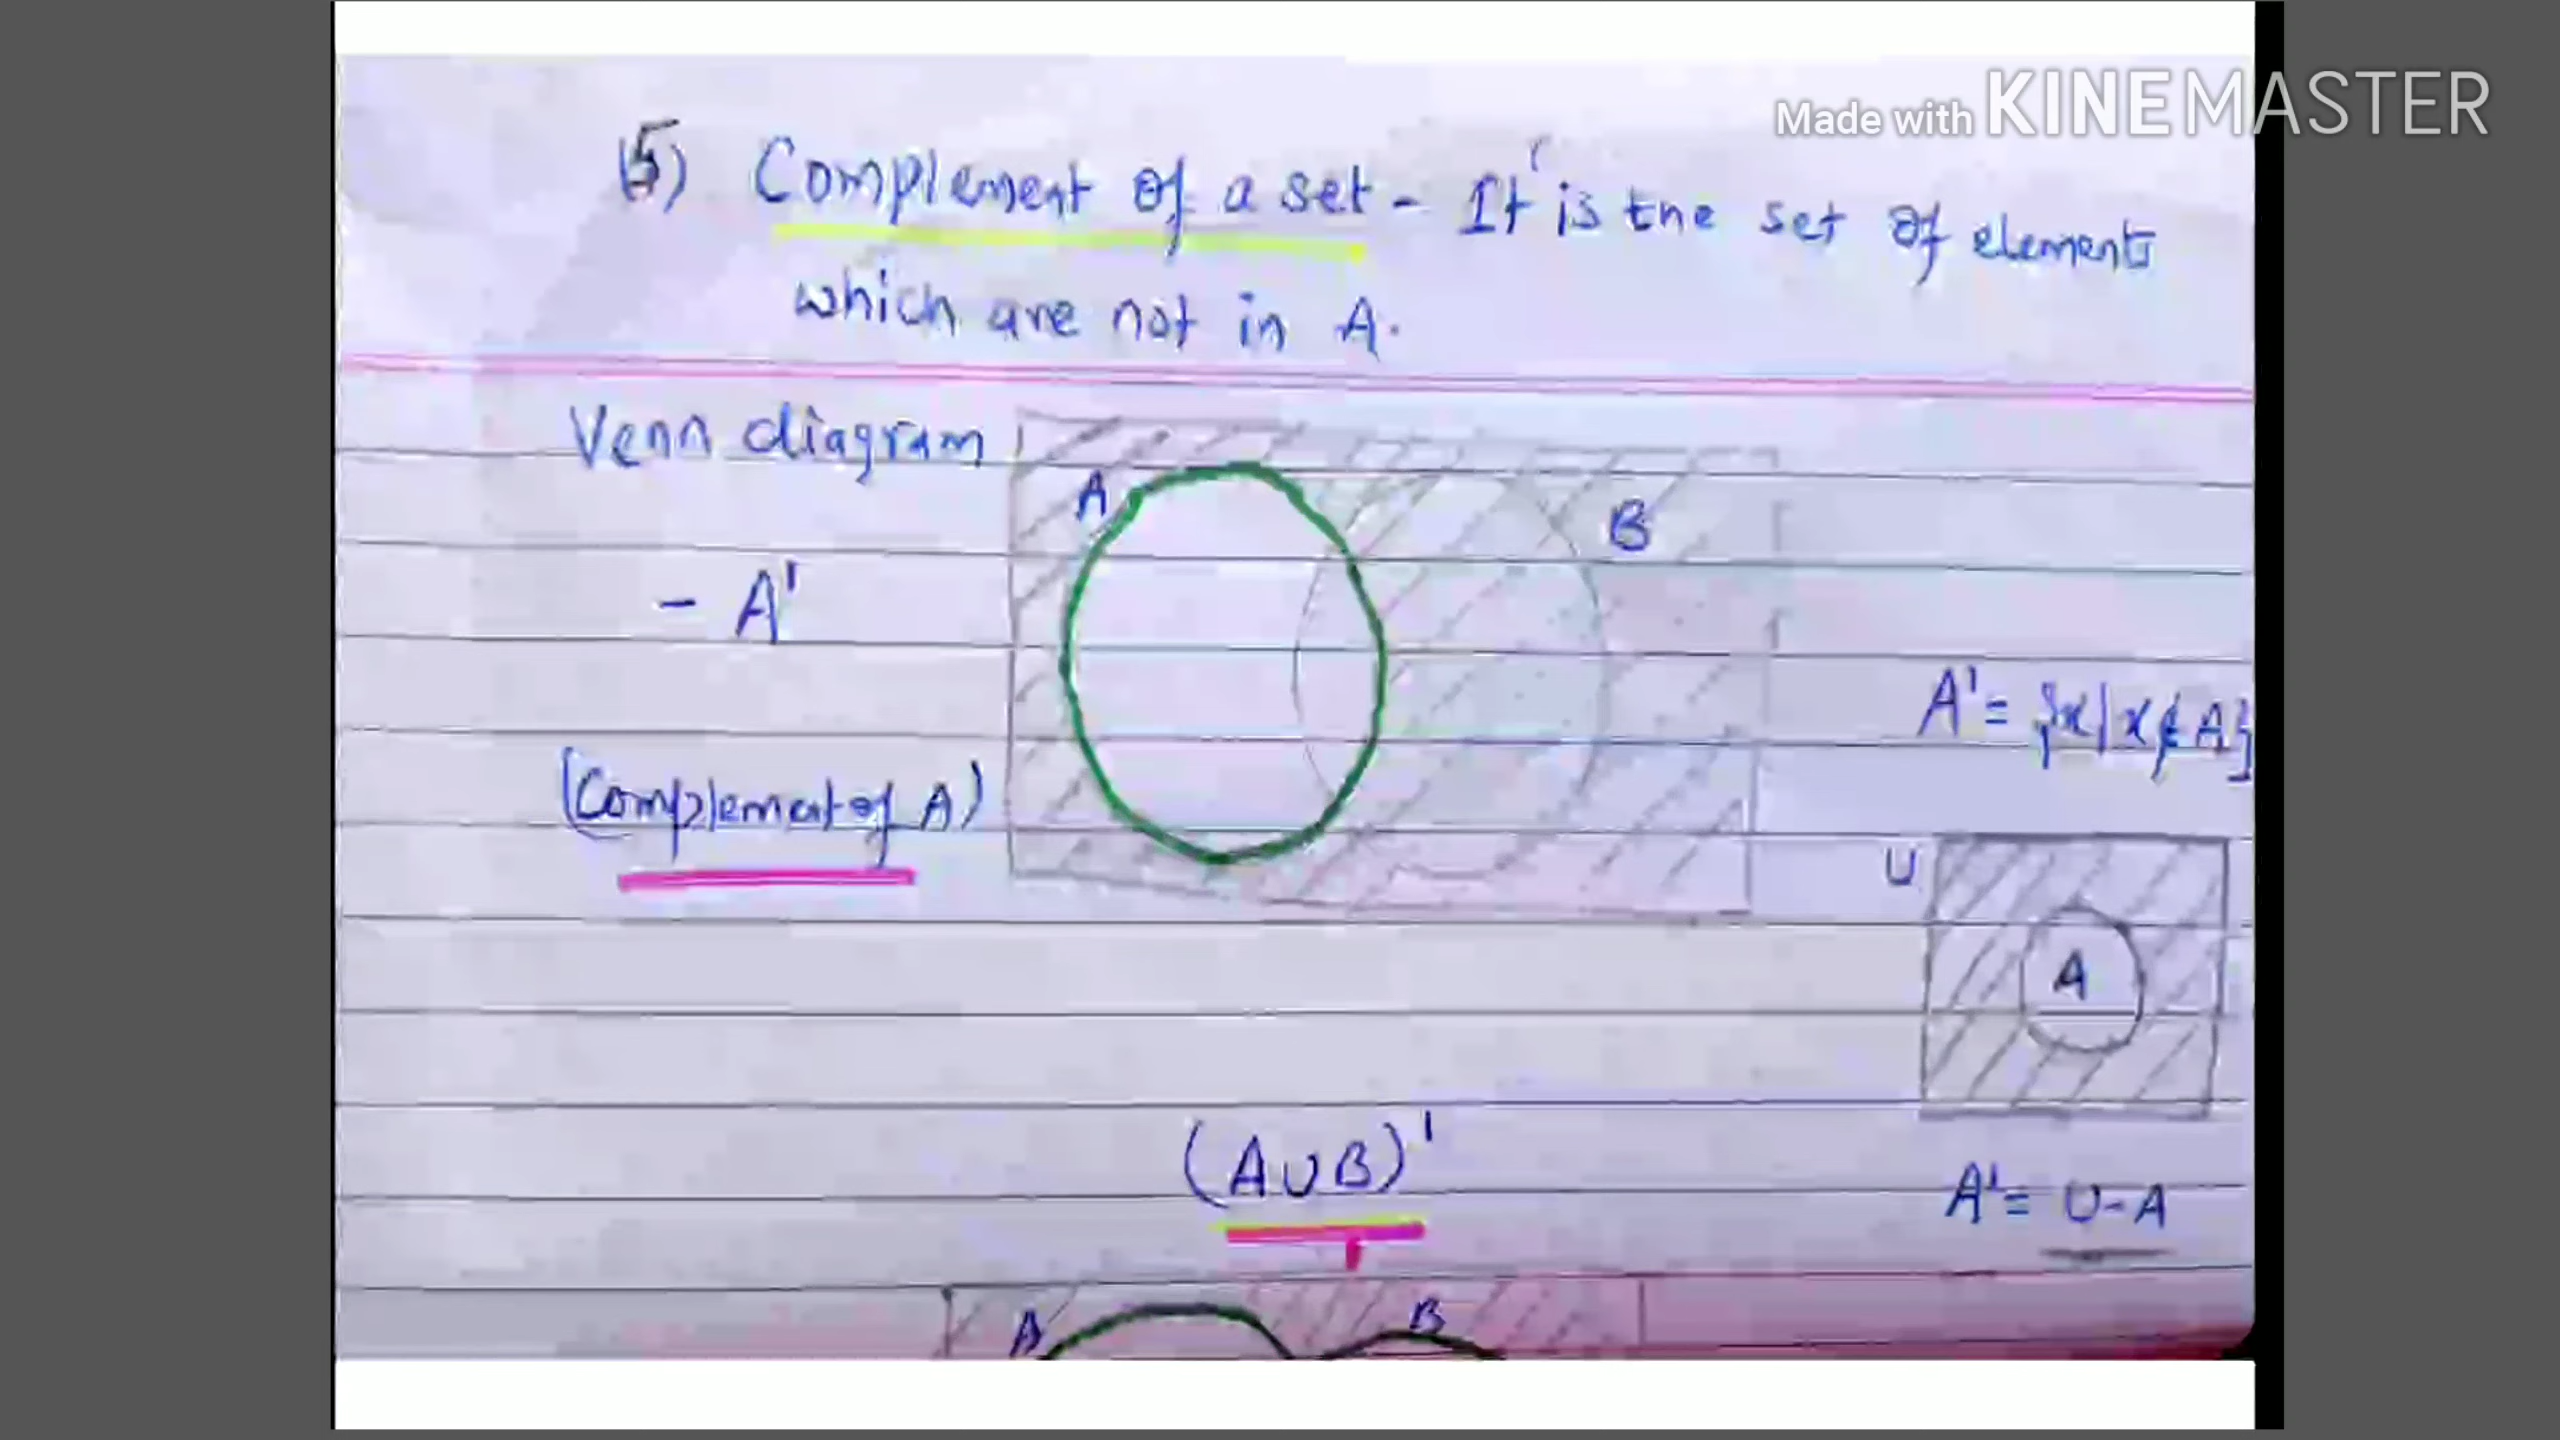 Made with KINEMASTER
5) Complement of a set - It is the set of elements
which are not in A.
Venn diagram
A
B
- A'
A' = {x | x ∉ A}
(Complement of A)
U
A
(A∪B)'
A' = U - A
A
B